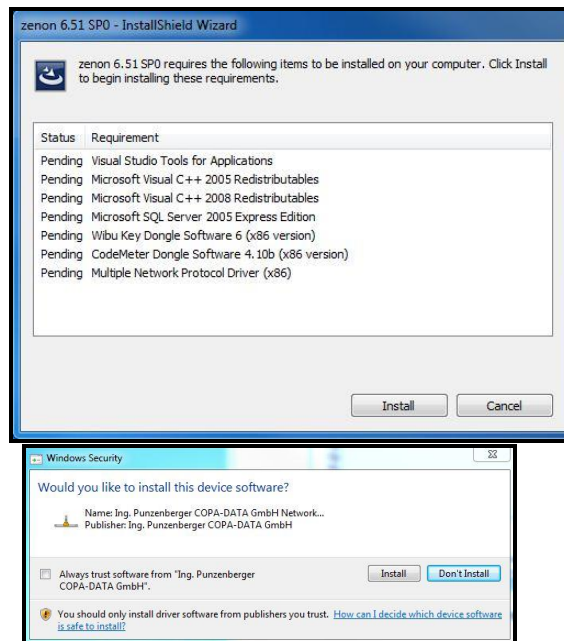 zenon 6.51 SP0 - InstallShield Wizard
zenon 6.51 SP0 requires the following items to be installed on your computer. Click Install
to begin installing these requirements.
Status Requirement
Pending Visual Studio Tools for Applications
Pending Microsoft Visual C++ 2005 Redistributables
Pending Microsoft Visual C++ 2008 Redistributables
Pending Microsoft SQL Server 2005 Express Edition
Pending Wibu Key Dongle Software 6 (x86 version)
Pending CodeMeter Dongle Software 4.10b (x86 version)
Pending Multiple Network Protocol Driver (x86)
Install Cancel
Windows Security
Would you like to install this device software?
Name: Ing. Punzenberger COPA-DATA GmbH Network...
Publisher: Ing. Punzenberger COPA-DATA GmbH
Always trust software from "Ing. Punzenberger
COPA-DATA GmbH".
Install Don't Install
You should only install driver software from publishers you trust. How can I decide which device software
is safe to install?